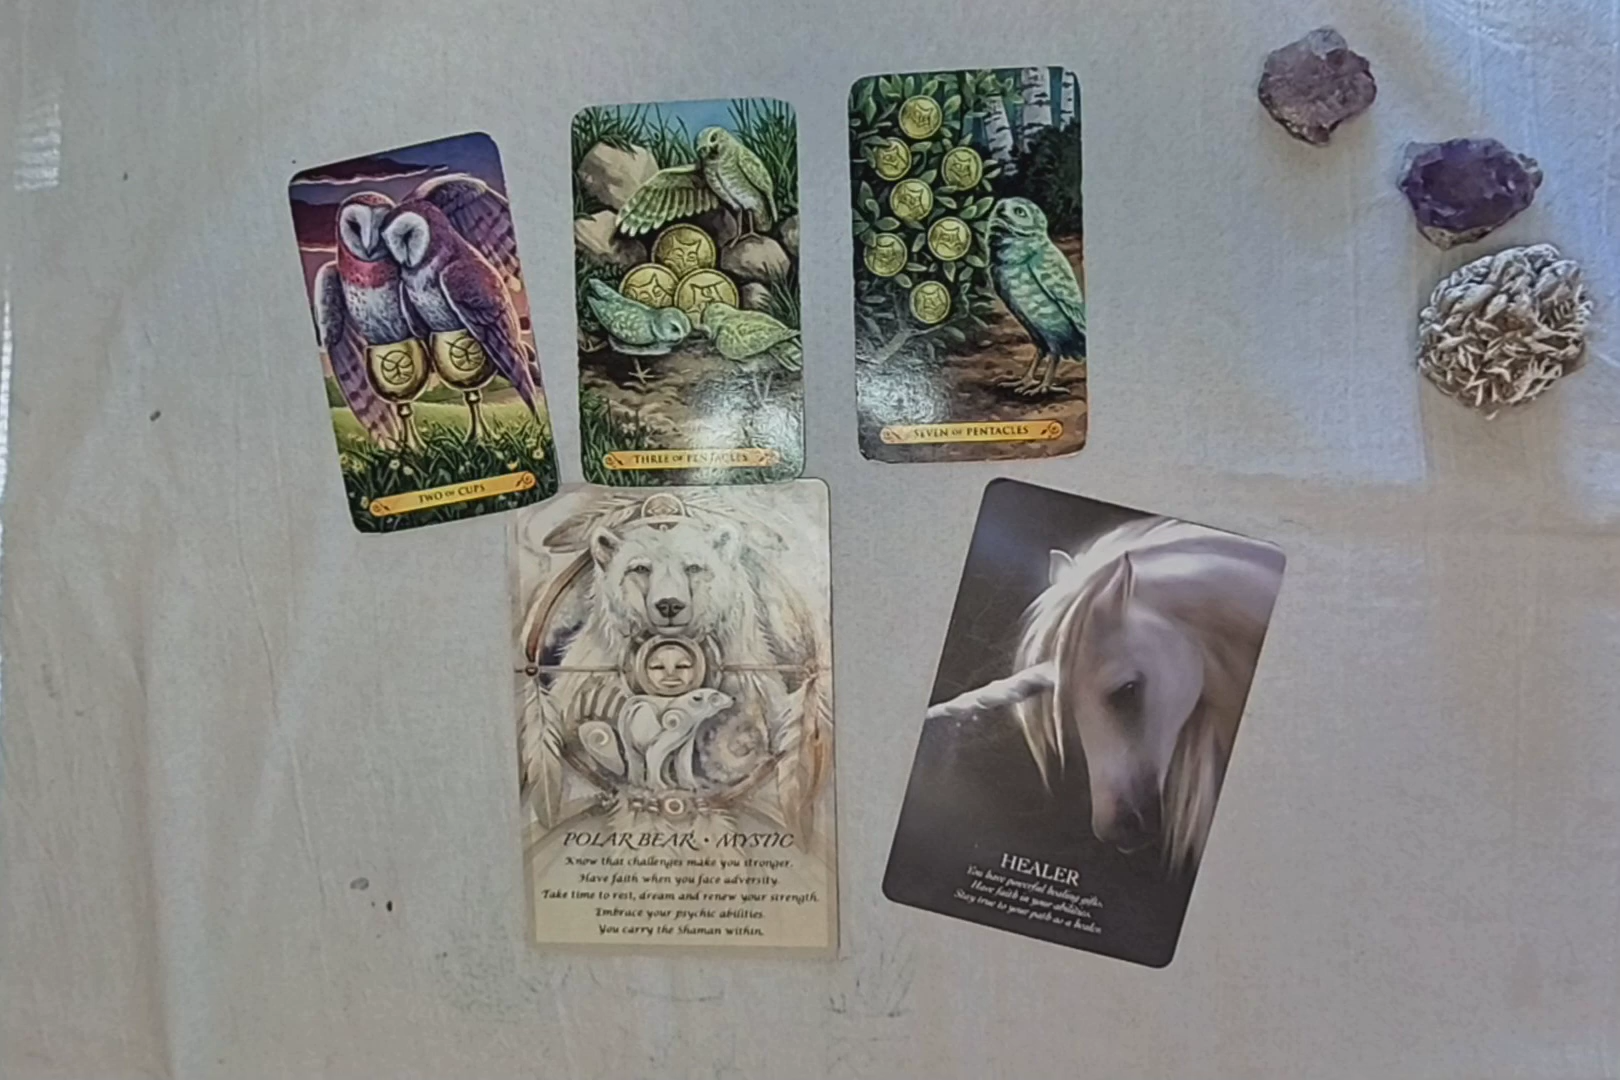 TWO OF CUPS
THREE OF PENTACLES
SEVEN OF PENTACLES
POLAR BEAR • MYSTIC
Know that challenges make you stronger.
Have faith when you face adversity.
Take time to rest, dream and renew your strength.
Embrace your psychic abilities.
You carry the Shaman within.
HEALER
You have powerful healing gifts.
Have faith in your abilities.
Stay true to your path as a healer.